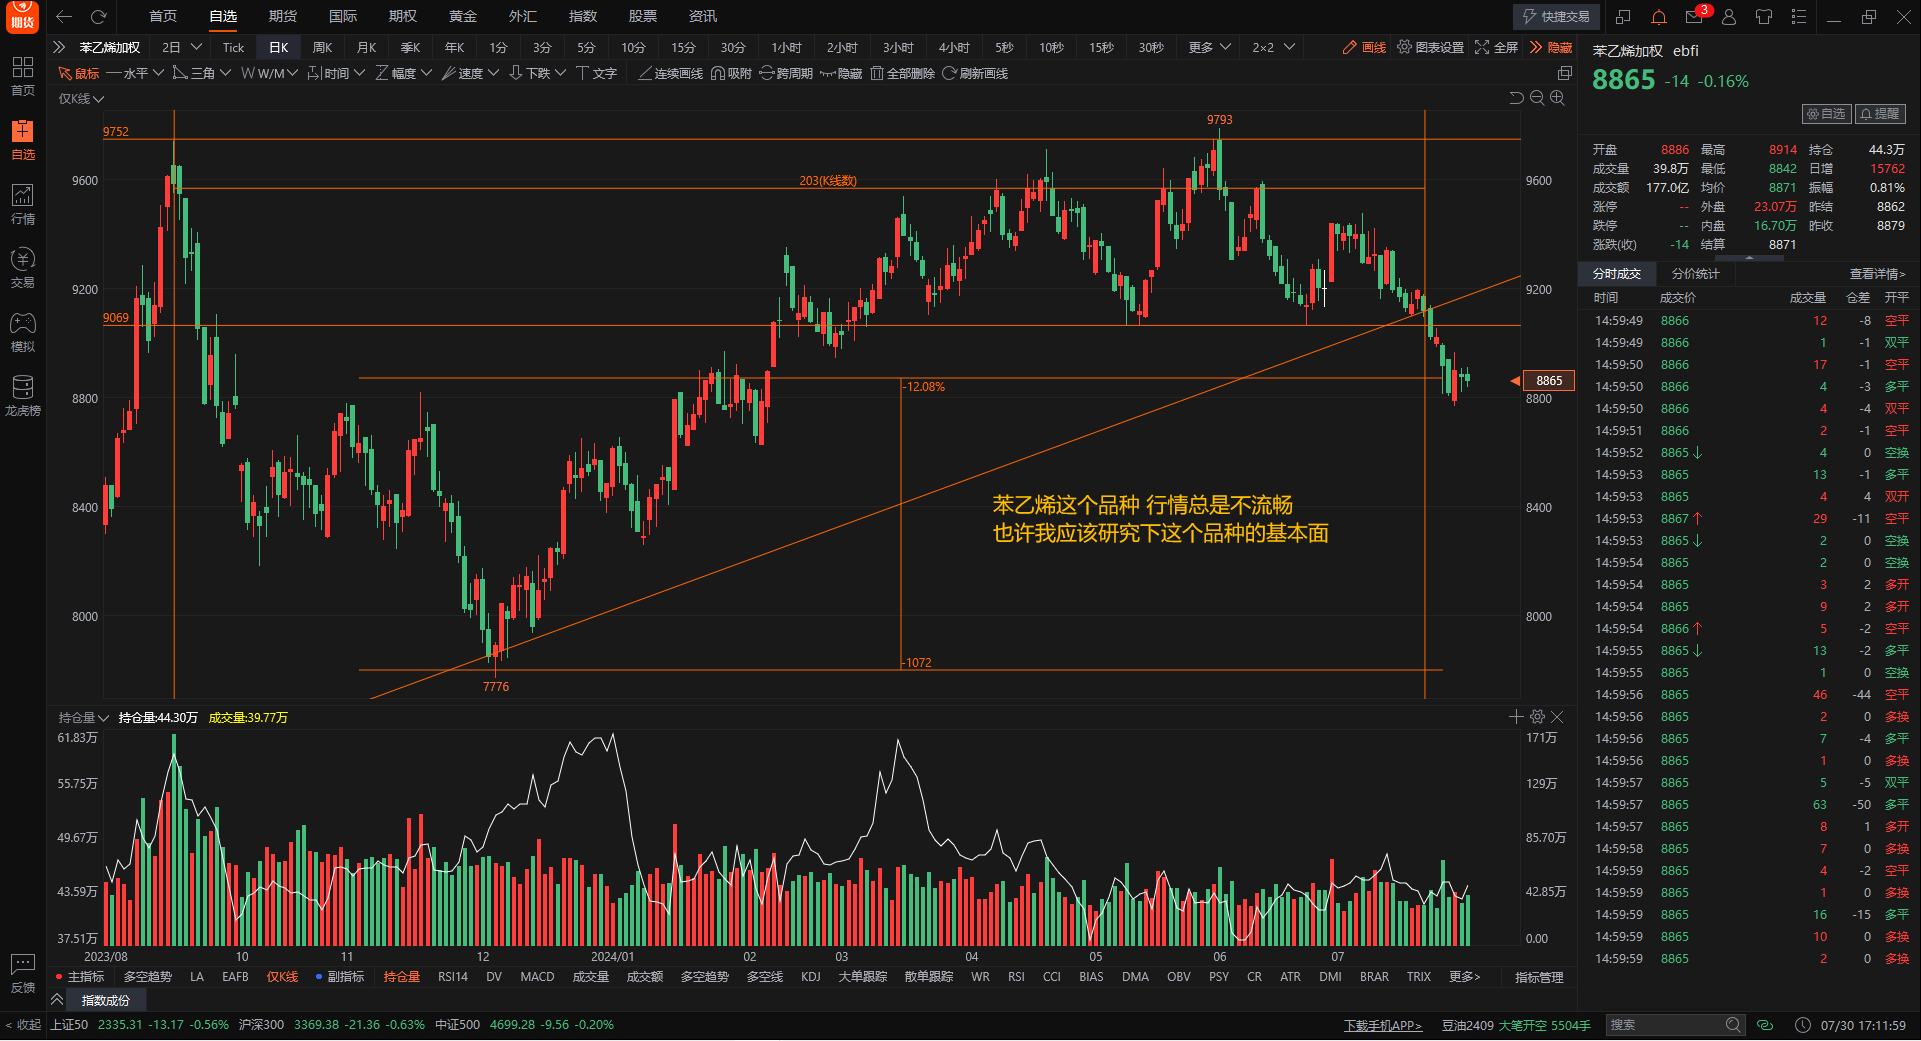 期货
首页 自选 期货 国际 期权 黄金 外汇 指数 股票 资讯
快捷交易 3
苯乙烯加权 2日 Tick 日K 周K 月K 季K 年K 1分 3分 5分 10分 15分 30分 1小时 2小时 3小时 4小时 5秒 10秒 15秒 30秒 更多 2×2 画线 图表设置 全屏 隐藏
鼠标 水平 三角 W/M 时间 幅度 速度 下跌 文字 连续画线 吸附 跨周期 隐藏 全部删除 刷新画线
首页
自选
行情
交易
模拟
龙虎榜
反馈
< 收起
仅K线
9752
9793
9600
203(K线数)
9600
9200
9200
9069
8800
-12.08%
8865
8800
8400
苯乙烯这个品种 行情总是不流畅
也许我应该研究下这个品种的基本面
8400
8000
8000
-1072
7776
持仓量 持仓量:44.30万 成交量:39.77万
61.83万 171万
55.75万 129万
49.67万 85.70万
43.59万 42.85万
37.51万 0.00
2023/08 10 11 12 2024/01 02 03 04 05 06 07
主指标 多空趋势 LA EAFB 仅K线 副指标 持仓量 RSI14 DV MACD 成交量 成交额 多空趋势 多空线 KDJ 大单跟踪 散单跟踪 WR RSI CCI BIAS DMA OBV PSY CR ATR DMI BRAR TRIX 更多> 指标管理
指数成份
上证50 2335.31 -13.17 -0.56% 沪深300 3369.38 -21.36 -0.63% 中证500 4699.28 -9.56 -0.20%
下载手机APP> 豆油2409 大笔开空 5504手 搜索 07/30 17:11:59
苯乙烯加权 ebfi
8865 -14 -0.16%
自选 提醒
开盘 8886 最高 8914 持仓 44.3万
成交量 39.8万 最低 8842 日增 15762
成交额 177.0亿 均价 8871 振幅 0.81%
涨停 -- 外盘 23.07万 昨结 8862
跌停 -- 内盘 16.70万 昨收 8879
涨跌(收) -14 结算 8871
分时成交 分价统计 查看详情>
时间 成交价 成交量 仓差 开平
14:59:49 8866 12 -8 空平
14:59:49 8866 1 -1 双平
14:59:50 8866 17 -1 空平
14:59:50 8866 4 -3 多平
14:59:50 8866 4 -4 双平
14:59:51 8866 2 -1 空平
14:59:52 8865↓ 4 0 空换
14:59:53 8865 13 -1 多平
14:59:53 8865 4 4 双开
14:59:53 8867↑ 29 -11 空平
14:59:53 8865↓ 2 0 空换
14:59:54 8865 2 0 空换
14:59:54 8865 3 2 多开
14:59:54 8865 9 2 多开
14:59:54 8866↑ 5 -2 空平
14:59:55 8865↓ 13 -2 多平
14:59:55 8865 1 0 空换
14:59:56 8865 46 -44 空平
14:59:56 8865 2 0 多换
14:59:56 8865 7 -4 多平
14:59:56 8865 1 0 多换
14:59:57 8865 5 -5 双平
14:59:57 8865 63 -50 多平
14:59:57 8865 8 1 多开
14:59:58 8865 7 0 多换
14:59:59 8865 4 -2 空平
14:59:59 8865 1 0 多换
14:59:59 8865 16 -15 多平
14:59:59 8865 10 0 多换
14:59:59 8865 2 0 多换